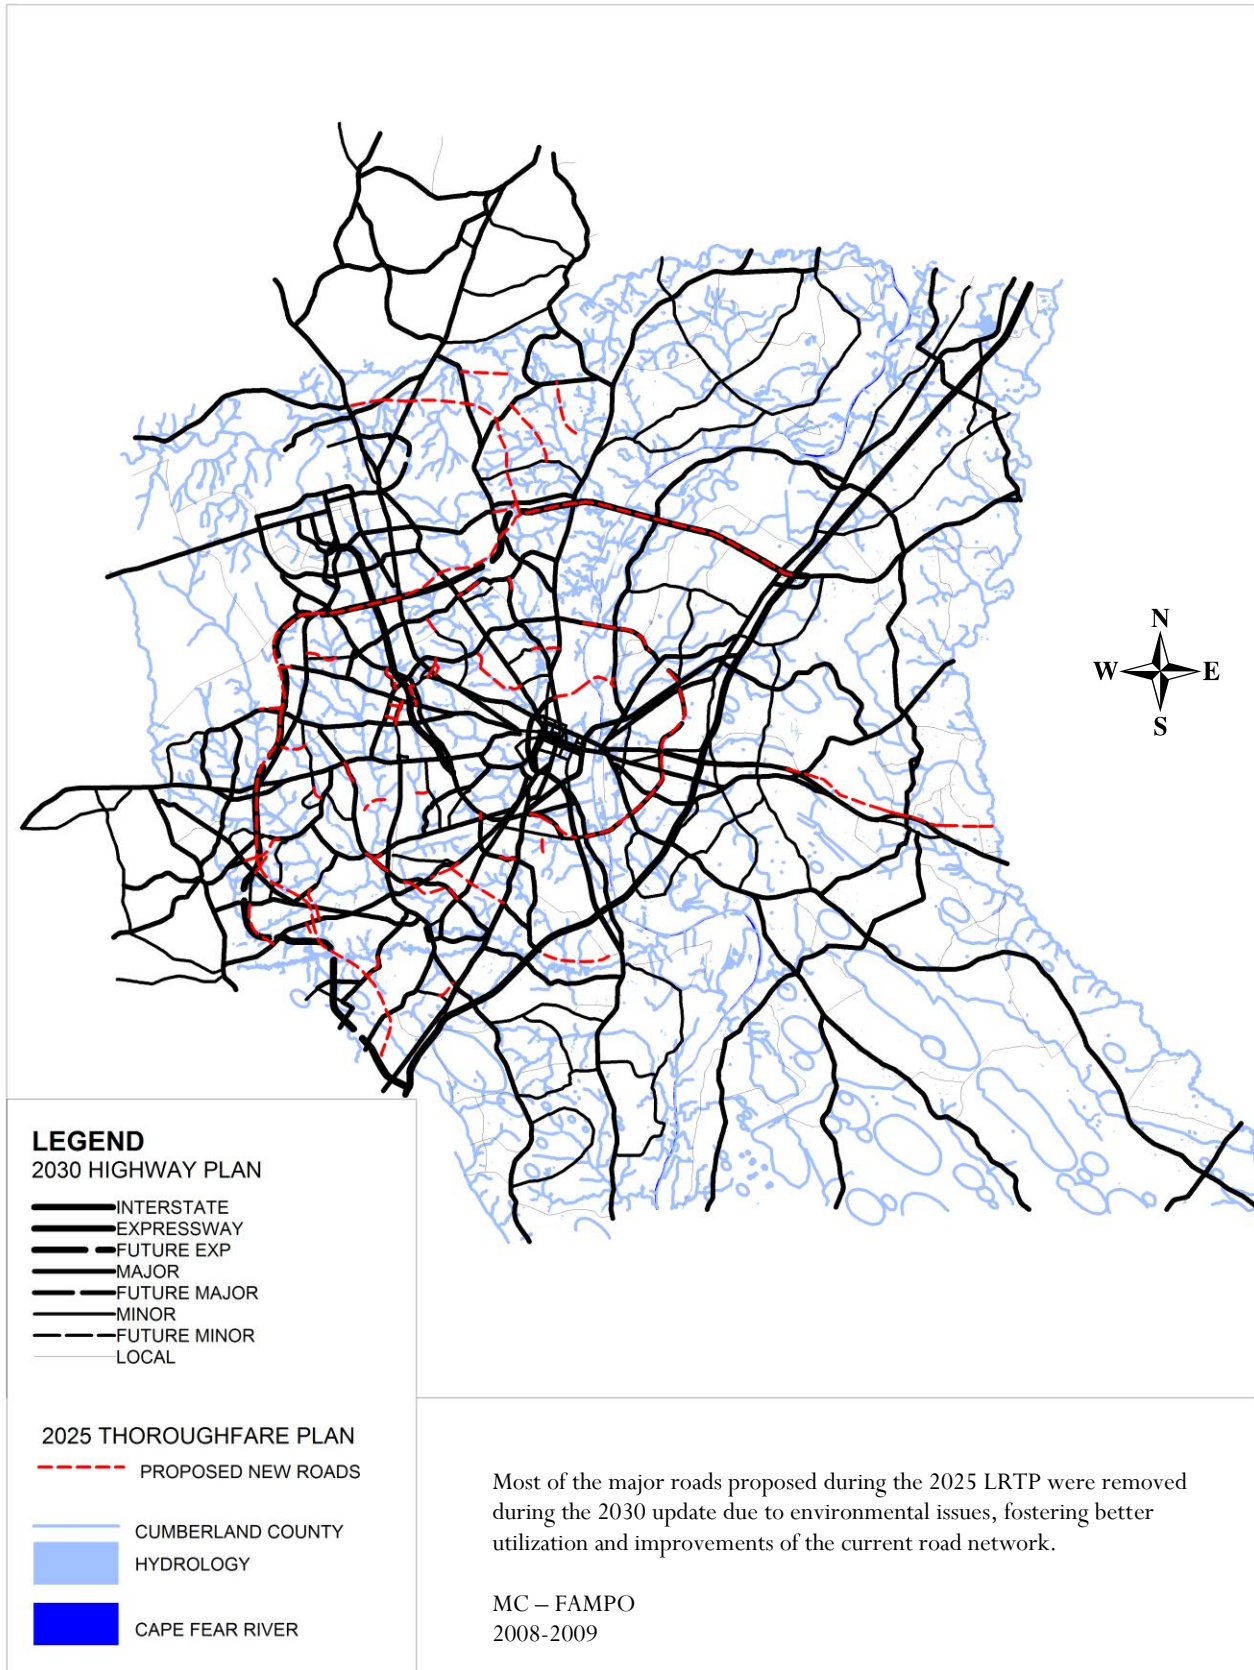 N
W E
S
LEGEND
2030 HIGHWAY PLAN
INTERSTATE
EXPRESSWAY
FUTURE EXP
MAJOR
FUTURE MAJOR
MINOR
FUTURE MINOR
LOCAL
2025 THOROUGHFARE PLAN
PROPOSED NEW ROADS
CUMBERLAND COUNTY
HYDROLOGY
CAPE FEAR RIVER
Most of the major roads proposed during the 2025 LRTP were removed
during the 2030 update due to environmental issues, fostering better
utilization and improvements of the current road network.
MC – FAMPO
2008-2009